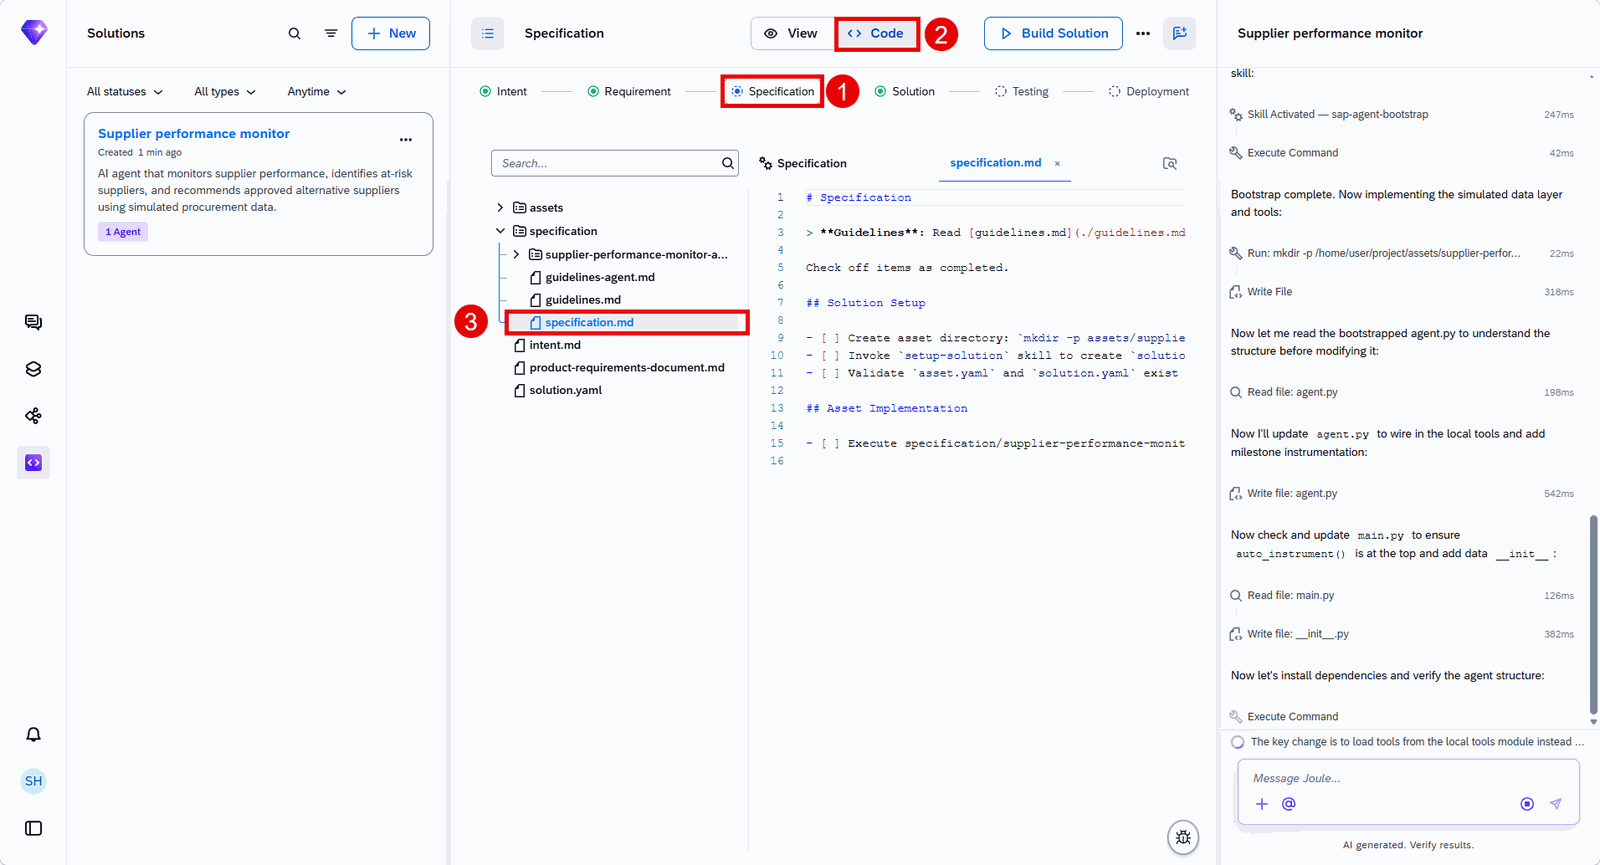 Solutions
New
All statuses
All types
Anytime
Supplier performance monitor
Created 1 min ago
AI agent that monitors supplier performance, identifies at-risk
suppliers, and recommends approved alternative suppliers
using simulated procurement data.
1 Agent
SH
Specification
View
Code
2
Build Solution
Intent
Requirement
Specification
1
Solution
Testing
Deployment
Search...
assets
specification
supplier-performance-monitor-a...
guidelines-agent.md
guidelines.md
3
specification.md
intent.md
product-requirements-document.md
solution.yaml
Specification
specification.md ×
1 # Specification
2
3 > **Guidelines**: Read [guidelines.md](./guidelines.md
4
5 Check off items as completed.
6
7 ## Solution Setup
8
9 - [ ] Create asset directory: `mkdir -p assets/supplie
10 - [ ] Invoke `setup-solution` skill to create `solutio
11 - [ ] Validate `asset.yaml` and `solution.yaml` exist
12
13 ## Asset Implementation
14
15 - [ ] Execute specification/supplier-performance-monit
16
Supplier performance monitor
skill:
Skill Activated — sap-agent-bootstrap 247ms
Execute Command 42ms
Bootstrap complete. Now implementing the simulated data layer
and tools:
Run: mkdir -p /home/user/project/assets/supplier-perfor... 22ms
Write File 318ms
Now let me read the bootstrapped agent.py to understand the
structure before modifying it:
Read file: agent.py 198ms
Now I'll update agent.py to wire in the local tools and add
milestone instrumentation:
Write file: agent.py 542ms
Now check and update main.py to ensure
auto_instrument() is at the top and add data __init__ :
Read file: main.py 126ms
Write file: __init__.py 382ms
Now let's install dependencies and verify the agent structure:
Execute Command
The key change is to load tools from the local tools module instead ...
Message Joule...
AI generated. Verify results.